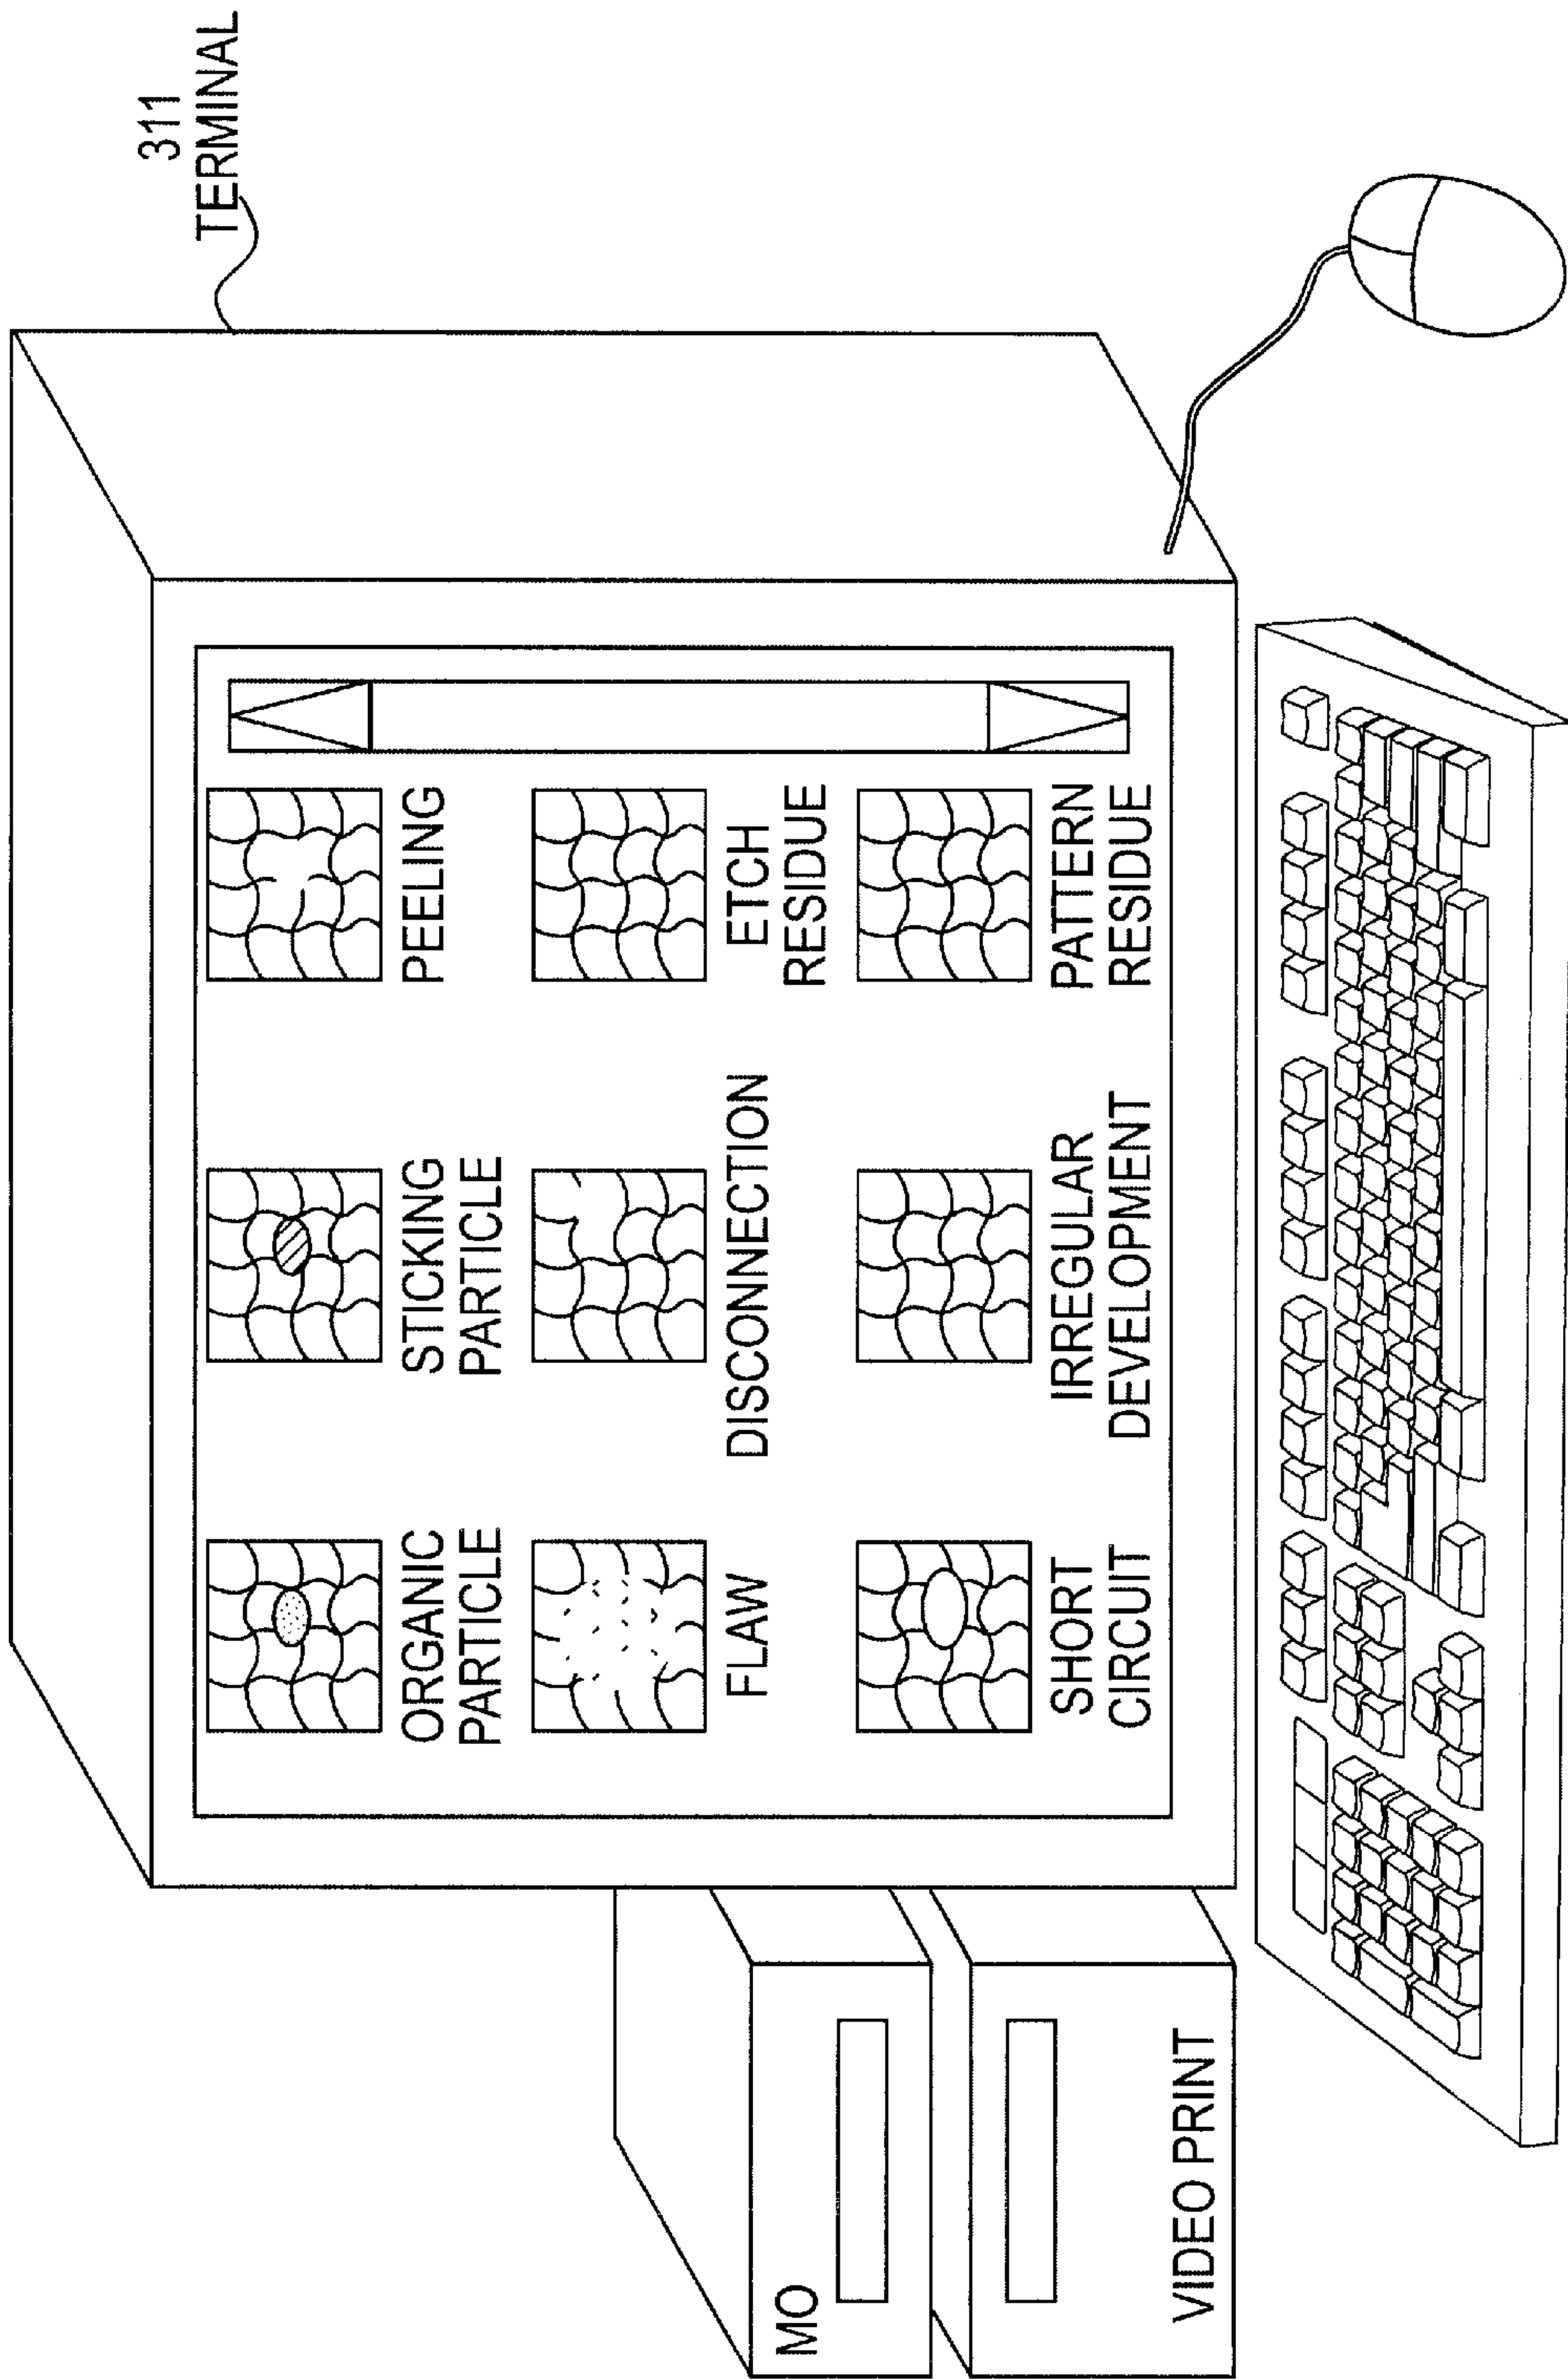 311
TERMINAL
ORGANIC
PARTICLE
STICKING
PARTICLE
PEELING
FLAW
DISCONNECTION
ETCH
RESIDUE
SHORT
CIRCUIT
IRREGULAR
DEVELOPMENT
PATTERN
RESIDUE
MO
VIDEO PRINT